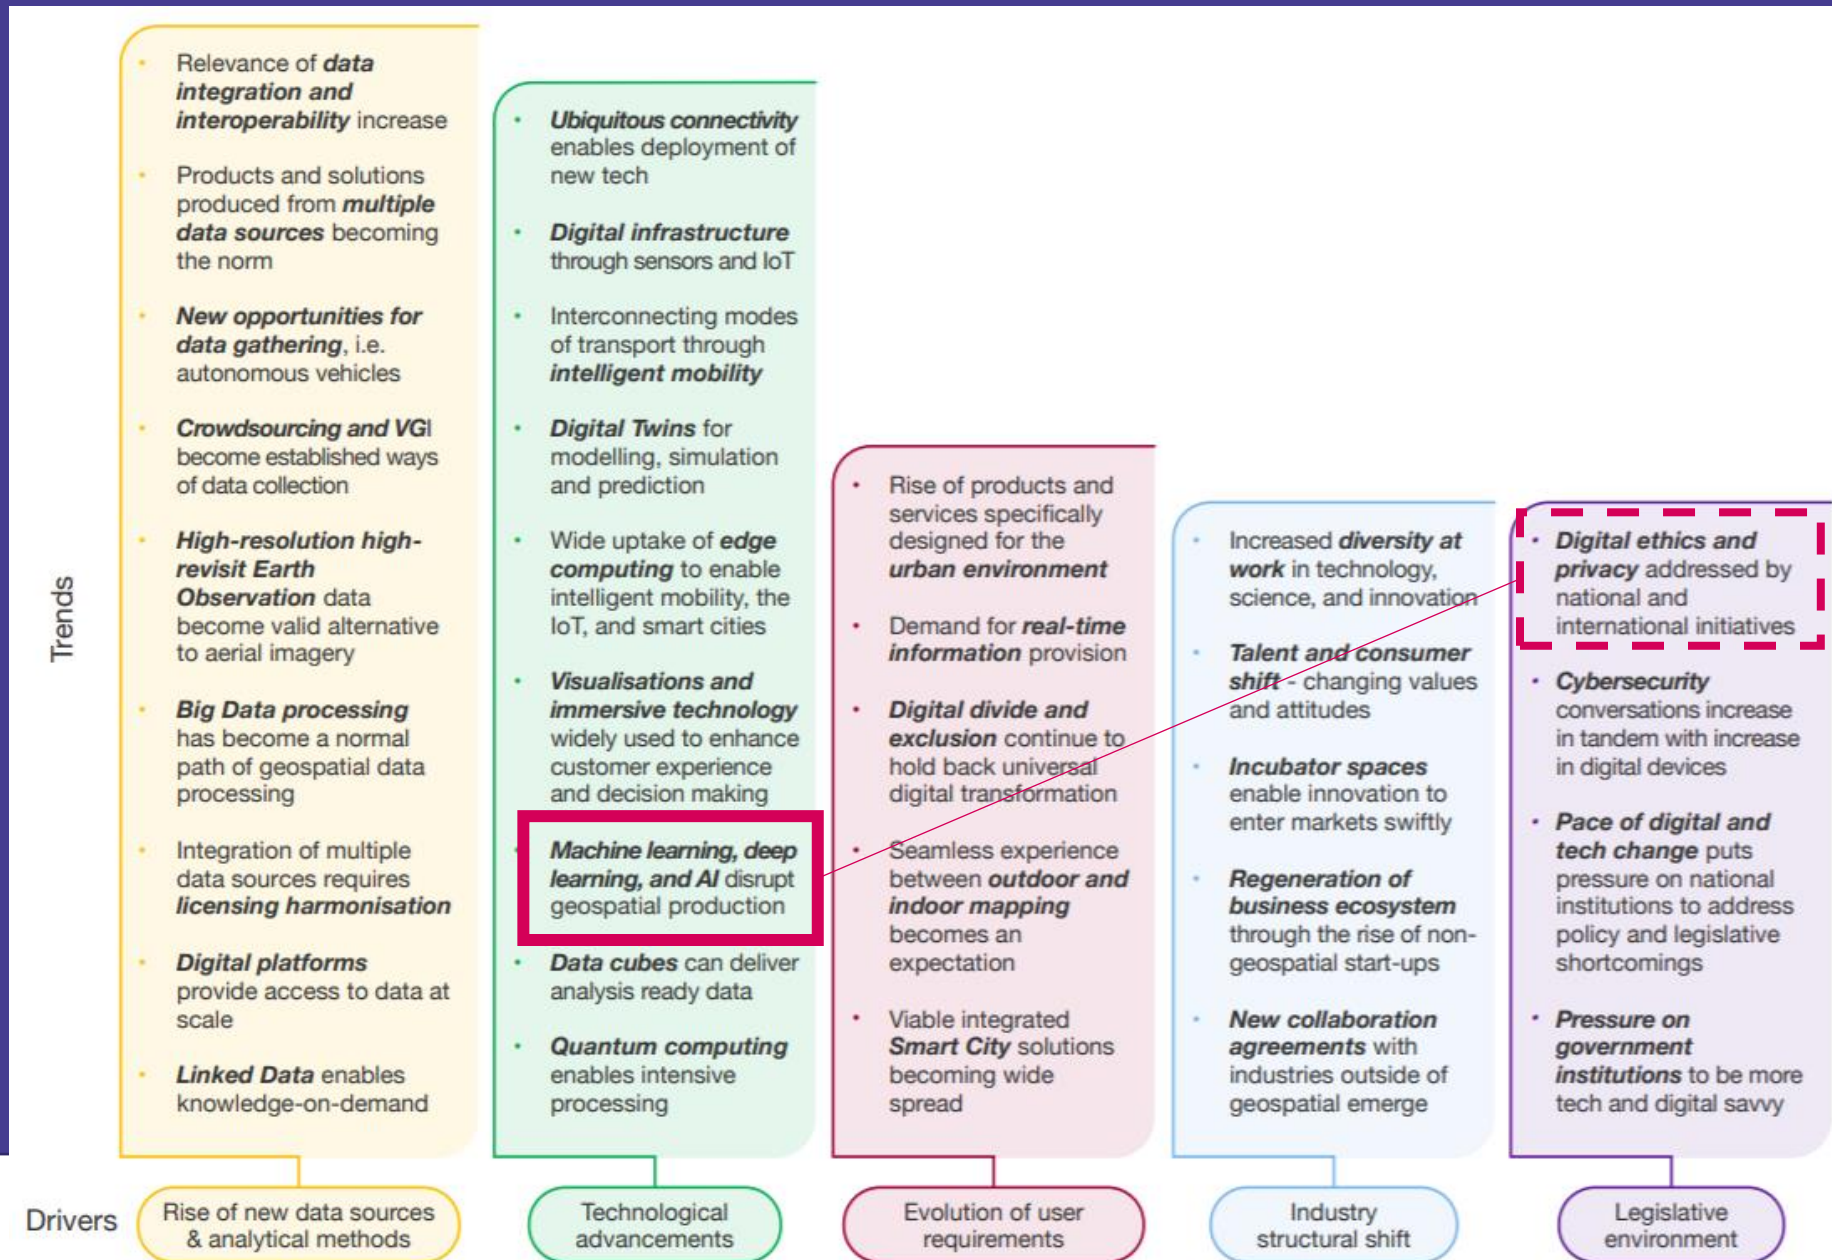 Trends
Relevance of data
integration and
interoperability increase
Products and solutions
produced from multiple
data sources becoming
the norm
New opportunities for
data gathering, i.e.
autonomous vehicles
Crowdsourcing and VGI
become established ways
of data collection
High-resolution high-
revisit Earth
Observation data
become valid alternative
to aerial imagery
Big Data processing
has become a normal
path of geospatial data
processing
Integration of multiple
data sources requires
licensing harmonisation
Digital platforms
provide access to data at
scale
Linked Data enables
knowledge-on-demand
Ubiquitous connectivity
enables deployment of
new tech
Digital infrastructure
through sensors and IoT
Interconnecting modes
of transport through
intelligent mobility
Digital Twins for
modelling, simulation
and prediction
Wide uptake of edge
computing to enable
intelligent mobility, the
IoT, and smart cities
Visualisations and
immersive technology
widely used to enhance
customer experience
and decision making
Machine learning, deep
learning, and AI disrupt
geospatial production
Data cubes can deliver
analysis ready data
Quantum computing
enables intensive
processing
Rise of products and
services specifically
designed for the
urban environment
Demand for real-time
information provision
Digital divide and
exclusion continue to
hold back universal
digital transformation
Seamless experience
between outdoor and
indoor mapping
becomes an
expectation
Viable integrated
Smart City solutions
becoming wide
spread
Increased diversity at
work in technology,
science, and innovation
Talent and consumer
shift - changing values
and attitudes
Incubator spaces
enable innovation to
enter markets swiftly
Regeneration of
business ecosystem
through the rise of non-
geospatial start-ups
New collaboration
agreements with
industries outside of
geospatial emerge
Digital ethics and
privacy addressed by
national and
international initiatives
Cybersecurity
conversations increase
in tandem with increase
in digital devices
Pace of digital and
tech change puts
pressure on national
institutions to address
policy and legislative
shortcomings
Pressure on
government
institutions to be more
tech and digital savvy
Drivers
Rise of new data sources
& analytical methods
Technological
advancements
Evolution of user
requirements
Industry
structural shift
Legislative
environment